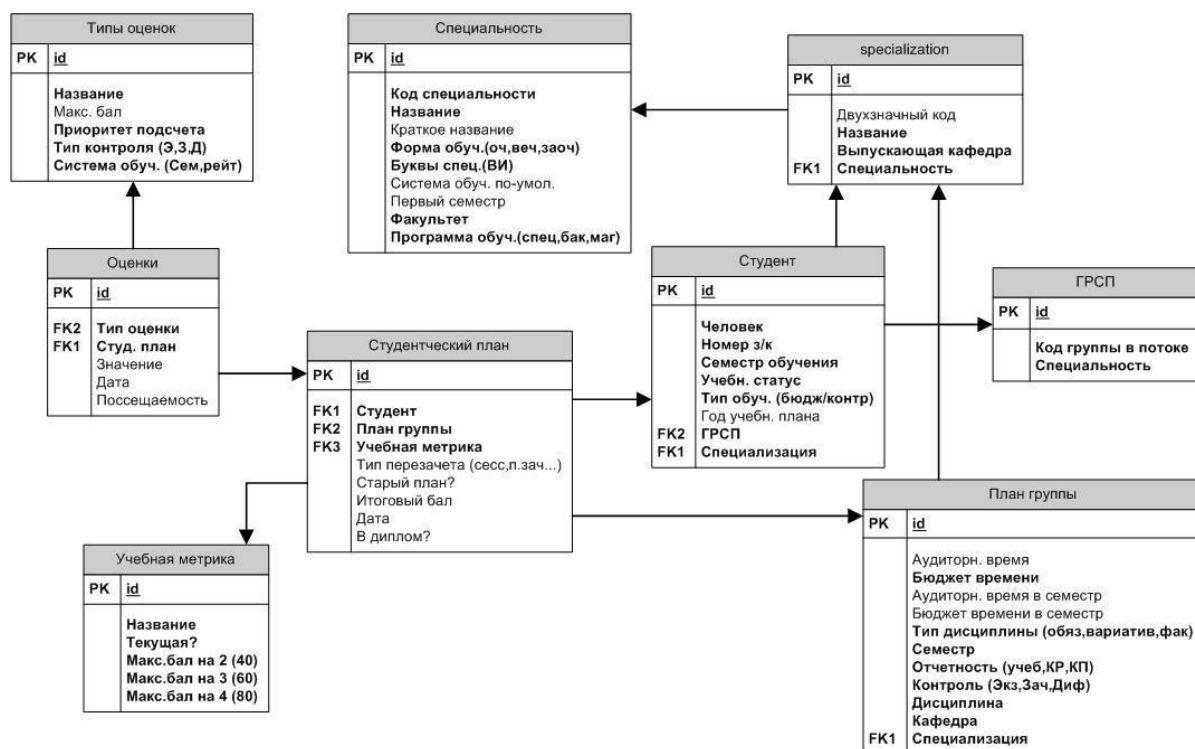 Типы оценок
PK id
Название
Макс. бал
Приоритет подсчета
Тип контроля (Э,З,Д)
Система обуч. (Сем,рейт)
Специальность
PK id
Код специальности
Название
Краткое название
Форма обуч.(оч,веч,заоч)
Буквы спец.(ВИ)
Система обуч. по-умол.
Первый семестр
Факультет
Программа обуч.(спец,бак,маг)
specialization
PK id
Двухзначный код
Название
Выпускающая кафедра
FK1 Специальность
Оценки
PK id
FK2 Тип оценки
FK1 Студ. план
Значение
Дата
Поссещаемость
Студентческий план
PK id
FK1 Студент
FK2 План группы
FK3 Учебная метрика
Тип перезачета (сесс,п.зач...)
Старый план?
Итоговый бал
Дата
В диплом?
Студент
PK id
Человек
Номер з/к
Семестр обучения
Учебн. статус
Тип обуч. (бюдж/контр)
Год учебн. плана
FK2 ГРСП
FK1 Специализация
ГРСП
PK id
Код группы в потоке
Специальность
Учебная метрика
PK id
Название
Текущая?
Макс.бал на 2 (40)
Макс.бал на 3 (60)
Макс.бал на 4 (80)
План группы
PK id
Аудиторн. время
Бюджет времени
Аудиторн. время в семестр
Бюджет времени в семестр
Тип дисциплины (обяз,вариатив,фак)
Семестр
Отчетность (учеб,КР,КП)
Контроль (Экз,Зач,Диф)
Дисциплина
Кафедра
FK1 Специализация